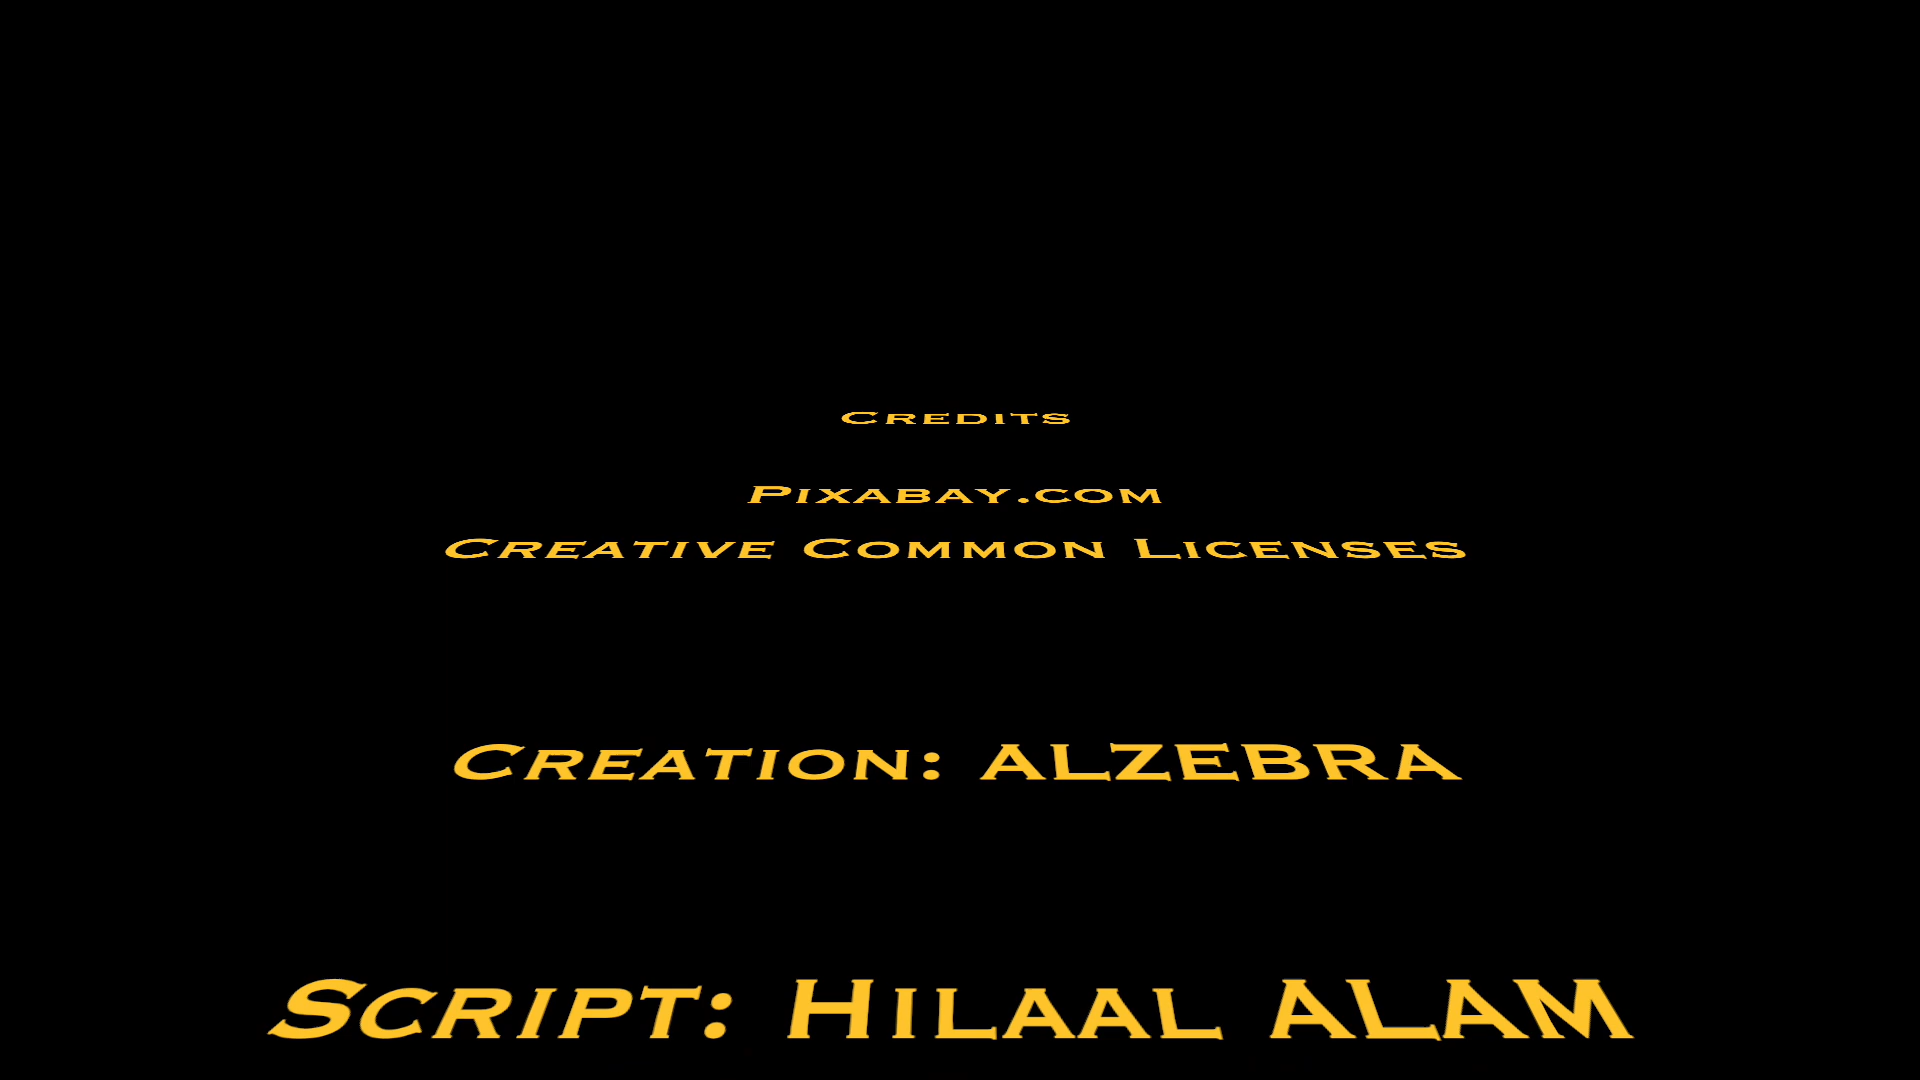 Credits
Pixabay.com
Creative Common Licenses
Creation: ALZEBRA
Script: Hilaal ALAM